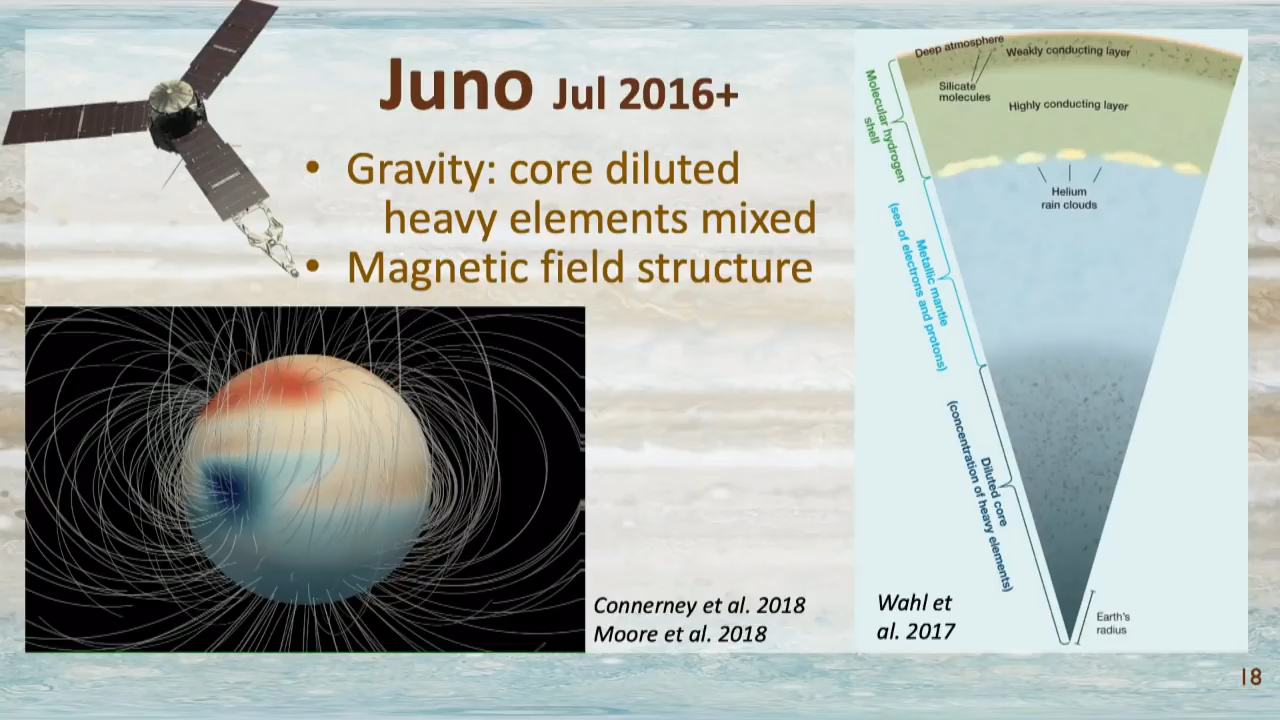 Juno Jul 2016+
• Gravity: core diluted
heavy elements mixed
• Magnetic field structure
Connerney et al. 2018
Moore et al. 2018
Deep atmosphere
Weakly conducting layer
Silicate
molecules
Highly conducting layer
Molecular hydrogen
shell
Helium
rain clouds
Metallic mantle
(sea of electrons and protons)
Diluted core
(concentration of heavy elements)
Earth's
radius
Wahl et
al. 2017
18